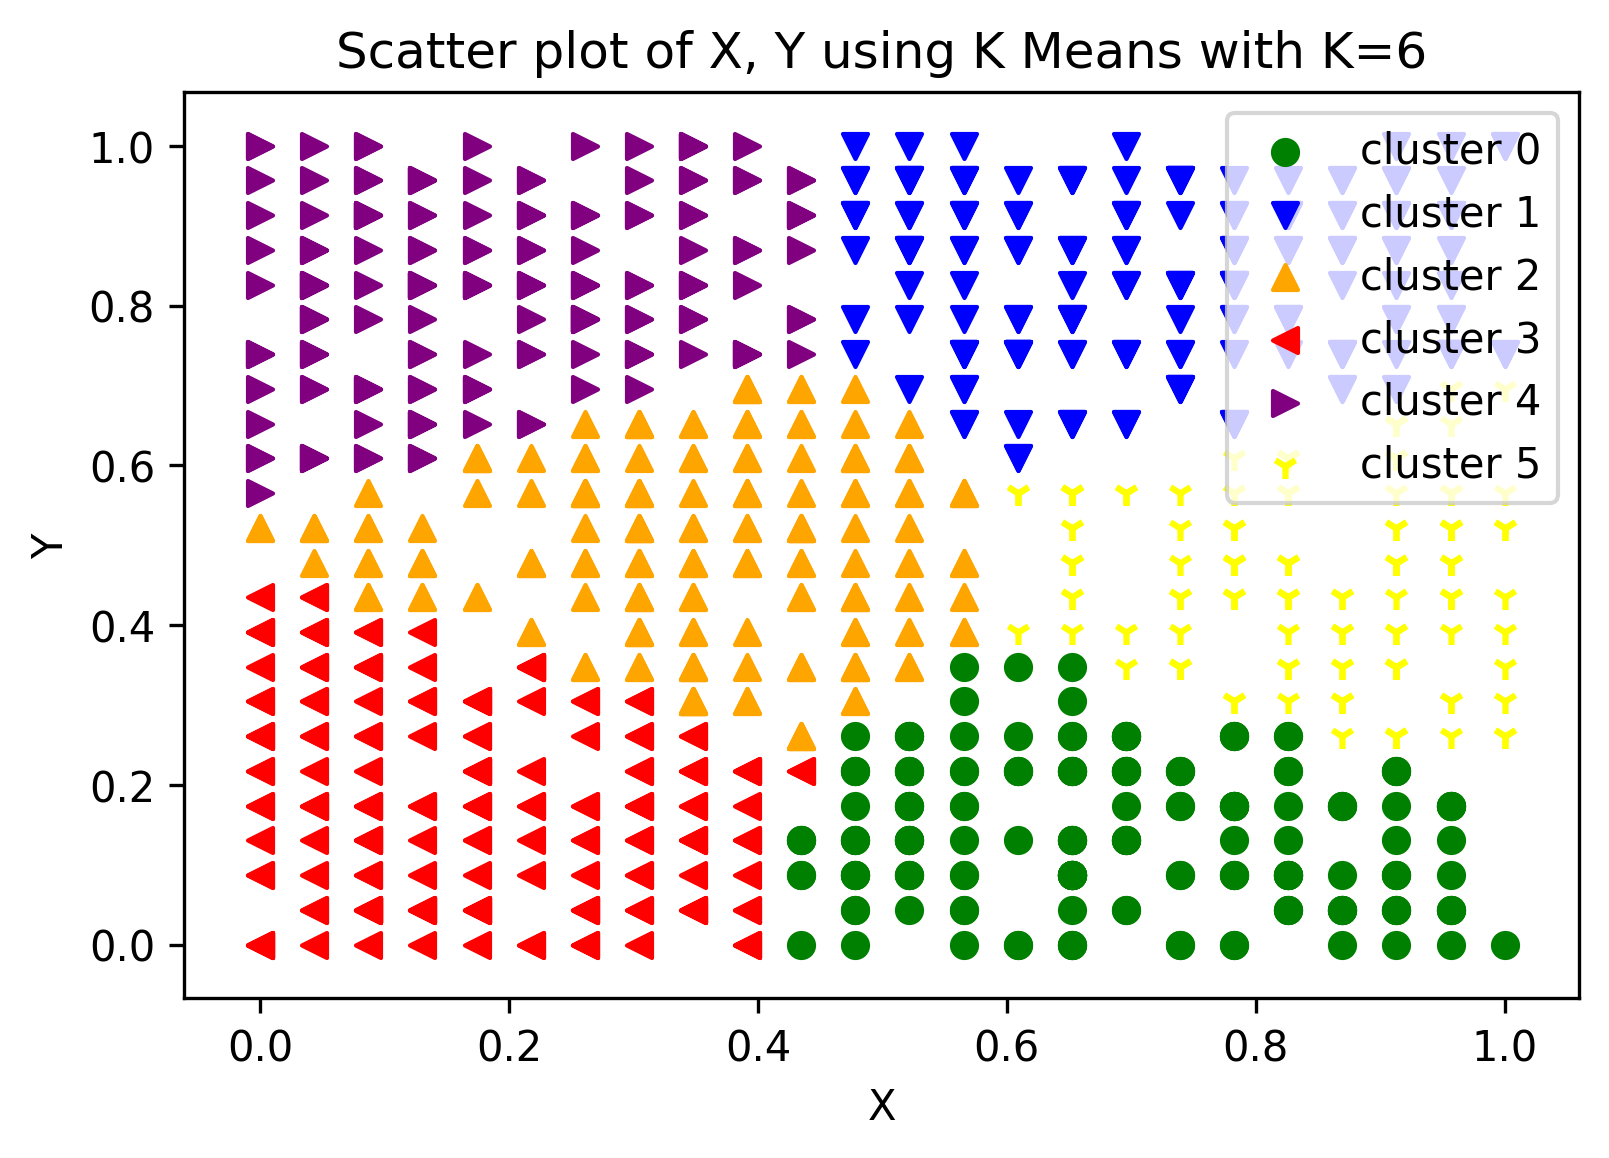 Scatter plot of X, Y using K Means with K=6
1.0
0.8
0.6
0.4
0.2
0.0
Y
cluster 0
cluster 1
cluster 2
cluster 3
cluster 4
cluster 5
0.0 0.2 0.4 0.6 0.8 1.0
X